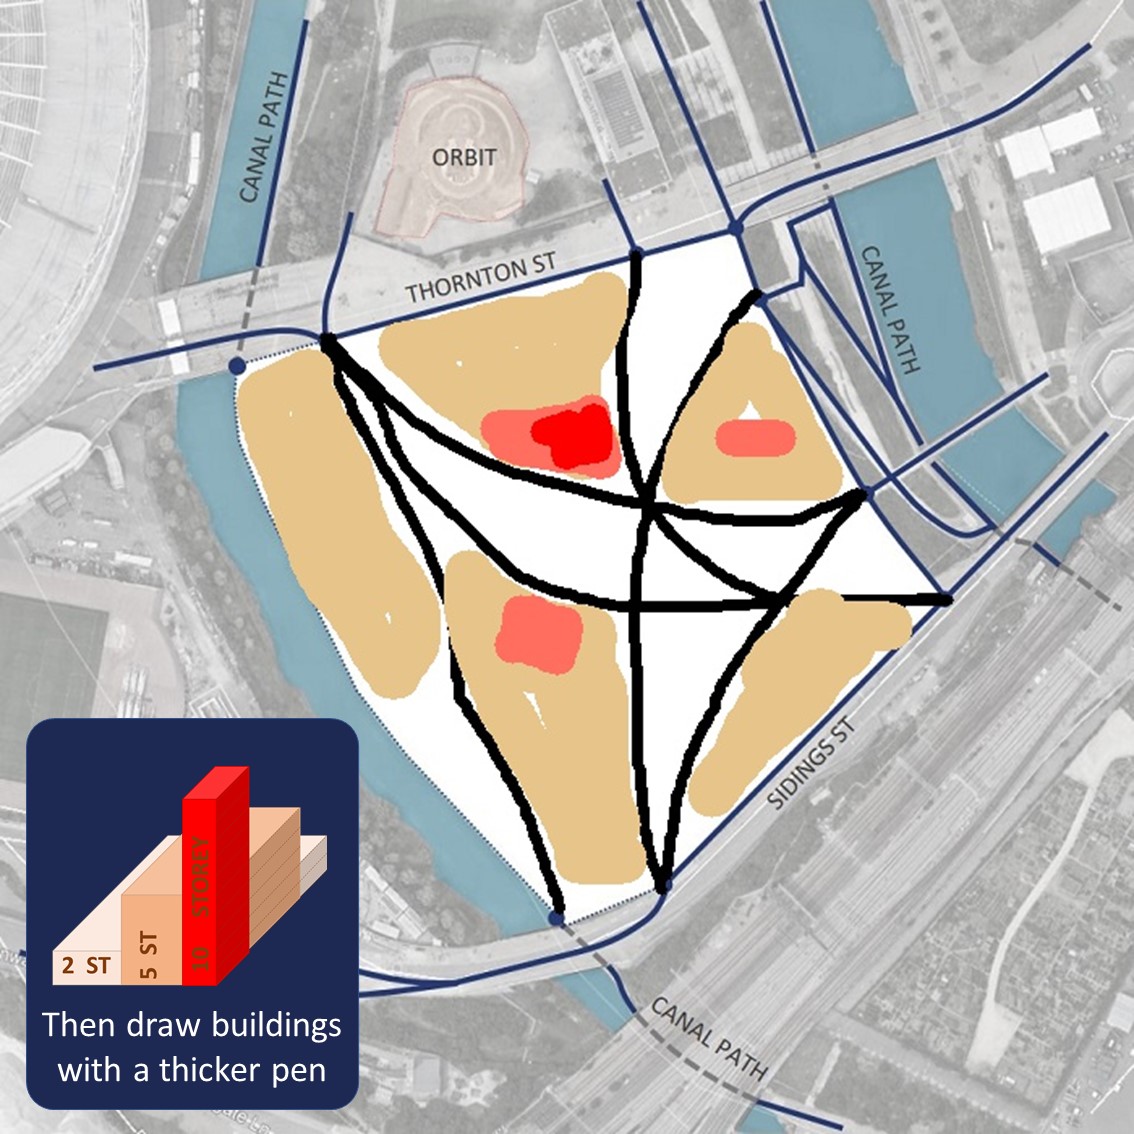 CANAL PATH
ORBIT
THORNTON ST
CANAL PATH
SIDINGS ST
2 ST
5 ST
10 STOREY
Then draw buildings
with a thicker pen
CANAL PATH